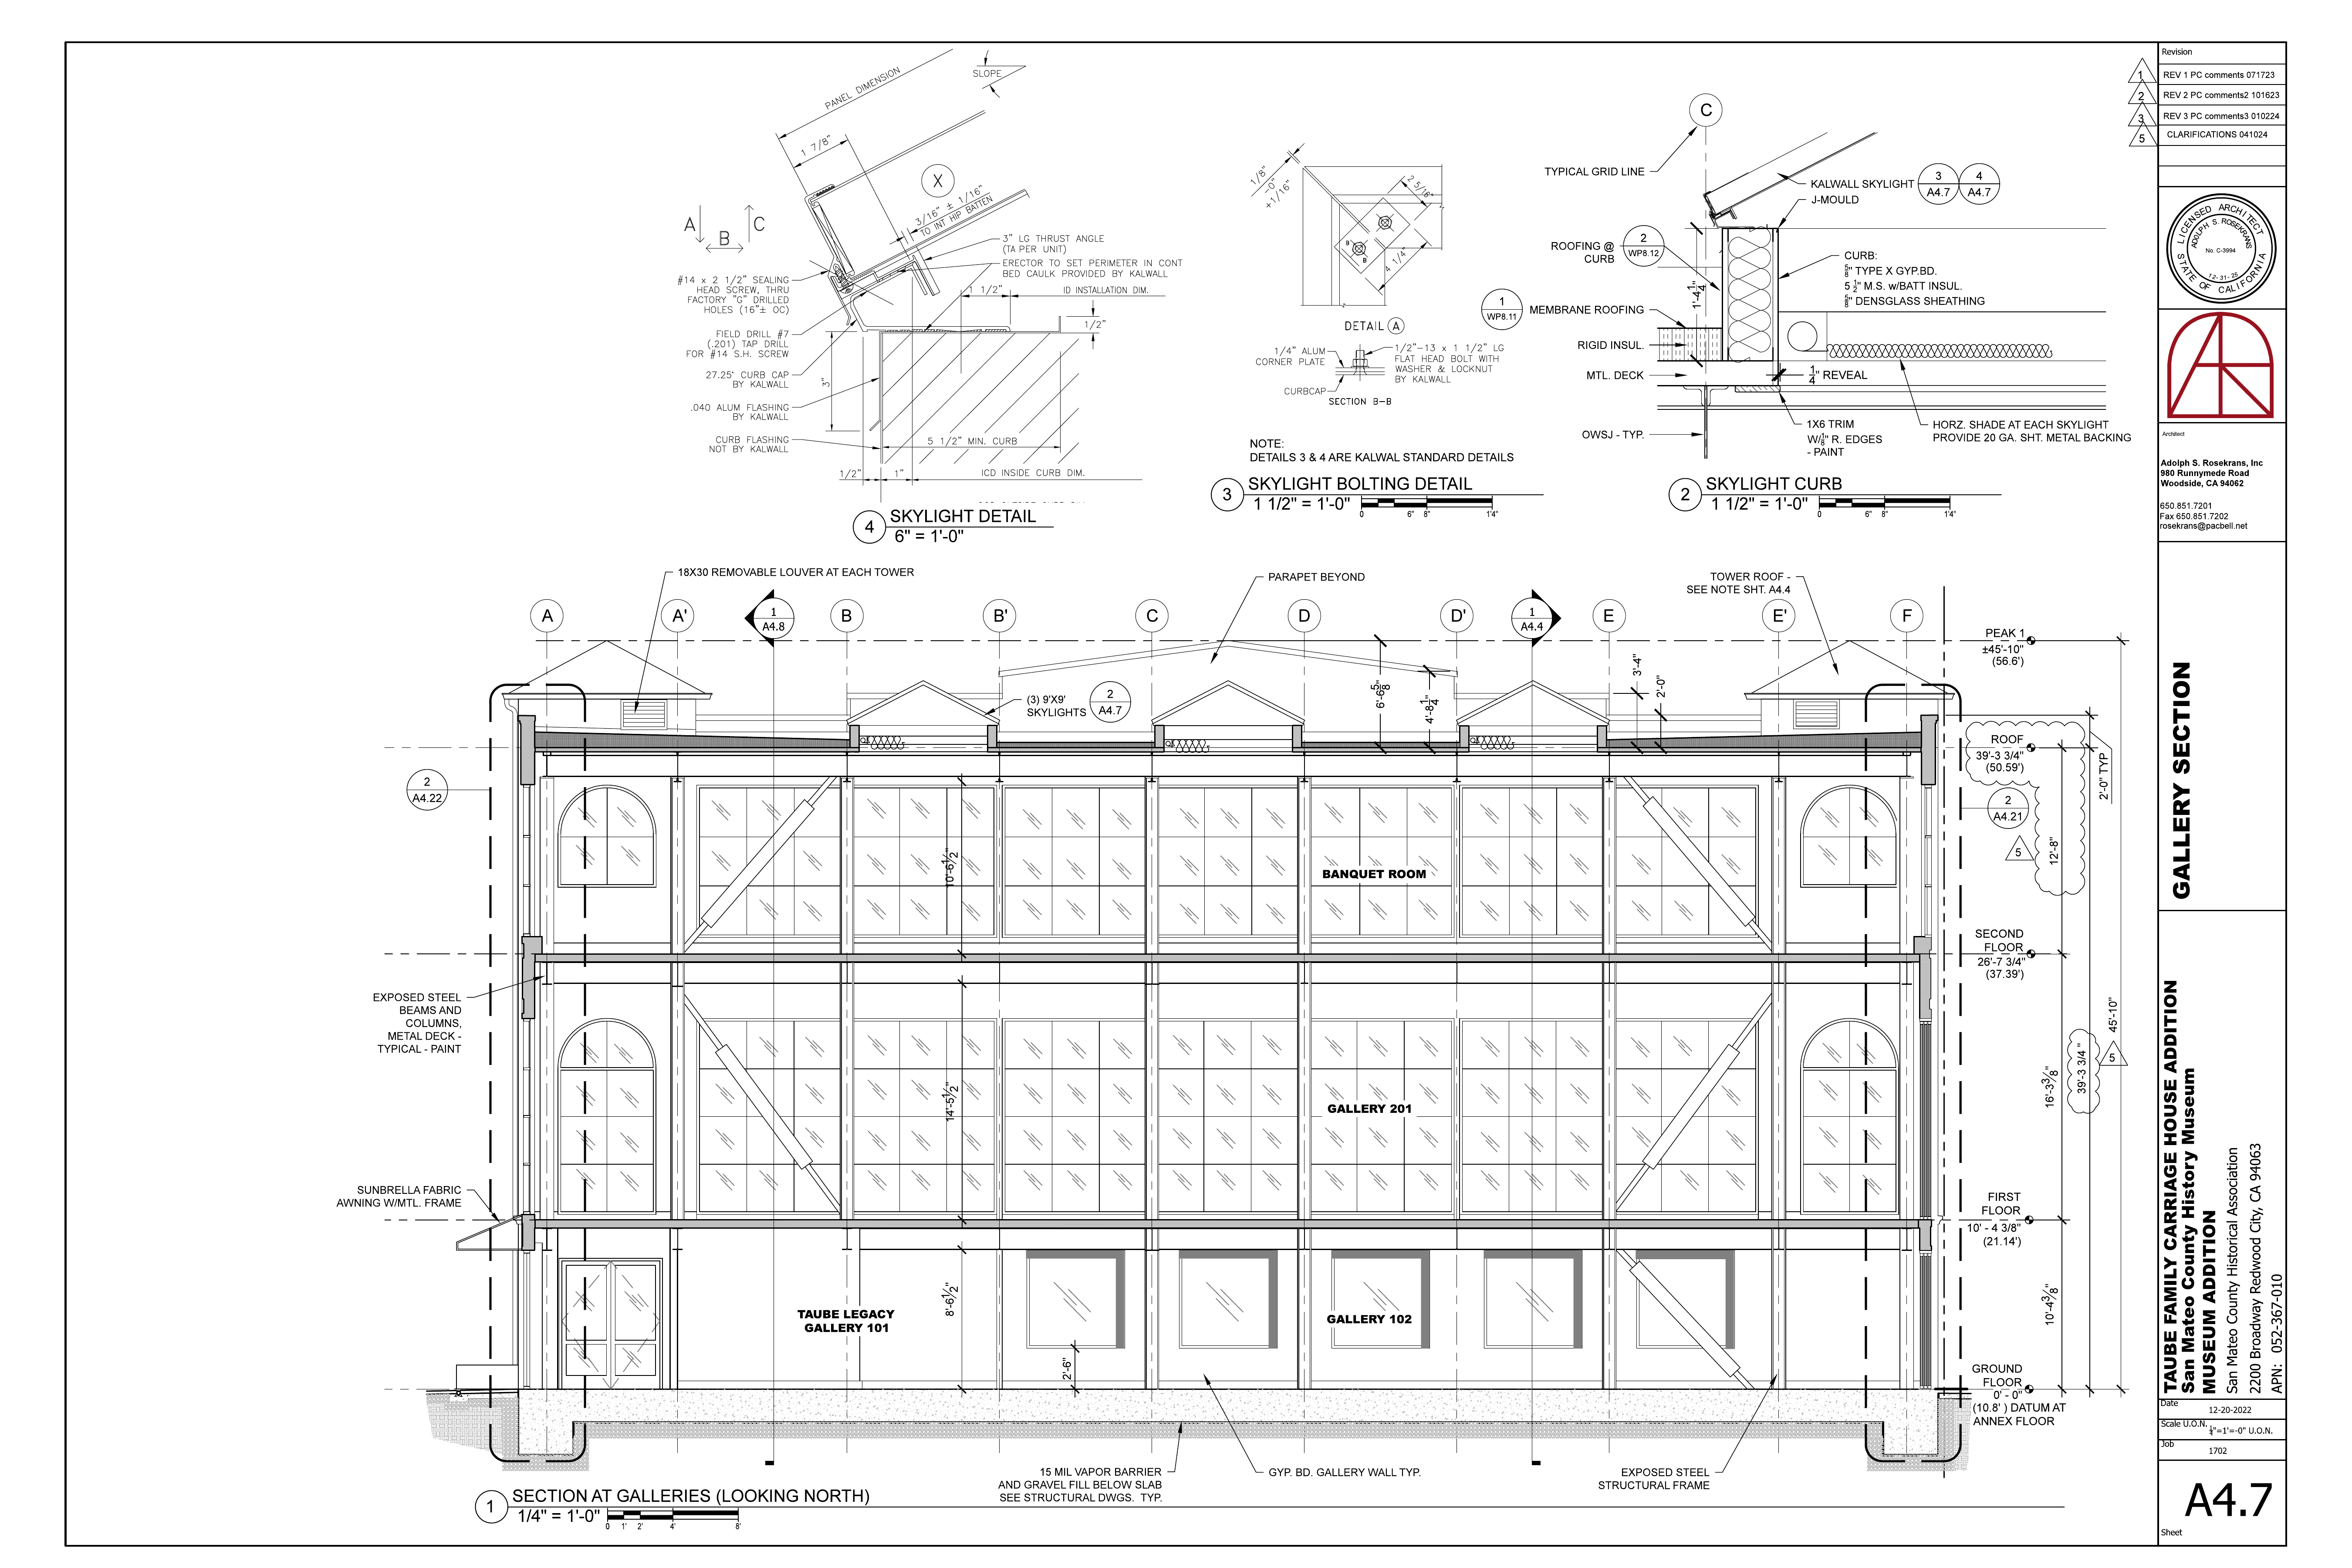 PANEL DIMENSION
SLOPE
1 7/8"
X
3/16" ± 1/16"
TO INT HIP BATTEN
A
B
C
3" LG THRUST ANGLE
(TA PER UNIT)
ERECTOR TO SET PERIMETER IN CONT
BED CAULK PROVIDED BY KALWALL
#14 x 2 1/2" SEALING
HEAD SCREW, THRU
FACTORY "G" DRILLED
HOLES (16"± OC)
1 1/2"
ID INSTALLATION DIM.
1/2"
FIELD DRILL #7
(.201) TAP DRILL
FOR #14 S.H. SCREW
27.25° CURB CAP
BY KALWALL
3"
.040 ALUM FLASHING
BY KALWALL
CURB FLASHING
NOT BY KALWALL
5 1/2" MIN. CURB
1/2"
1"
ICD INSIDE CURB DIM.
4
SKYLIGHT DETAIL
6" = 1'-0"
1/8"
-0"
+1/16"
2 5/16"
B
B
4 1/4"
DETAIL A
1/4" ALUM
CORNER PLATE
CURBCAP
1/2"-13 x 1 1/2" LG
FLAT HEAD BOLT WITH
WASHER & LOCKNUT
BY KALWALL
SECTION B-B
NOTE:
DETAILS 3 & 4 ARE KALWAL STANDARD DETAILS
3
SKYLIGHT BOLTING DETAIL
1 1/2" = 1'-0"
0 6" 8" 1'4"
C
TYPICAL GRID LINE
KALWALL SKYLIGHT
3
A4.7
4
A4.7
J-MOULD
ROOFING @
CURB
2
WP8.12
CURB:
5/8" TYPE X GYP.BD.
5 1/2" M.S. w/BATT INSUL.
5/8" DENSGLASS SHEATHING
1'-4 1/4"
1
WP8.11
MEMBRANE ROOFING
RIGID INSUL.
MTL. DECK
1/4" REVEAL
OWSJ - TYP.
1X6 TRIM
W/1/8" R. EDGES
- PAINT
HORZ. SHADE AT EACH SKYLIGHT
PROVIDE 20 GA. SHT. METAL BACKING
2
SKYLIGHT CURB
1 1/2" = 1'-0"
0 6" 8" 1'4"
18X30 REMOVABLE LOUVER AT EACH TOWER
PARAPET BEYOND
TOWER ROOF -
SEE NOTE SHT. A4.4
A
A'
1
A4.8
B
B'
C
D
D'
1
A4.4
E
E'
F
PEAK 1
±45'-10"
(56.6')
(3) 9'X9'
SKYLIGHTS
2
A4.7
6'-6 5/8"
4'-8 1/4"
3'-4"
2'-0"
ROOF
39'-3 3/4"
(50.59')
2'-0" TYP
2
A4.22
2
A4.21
5
12'-8"
10'-6 1/2"
BANQUET ROOM
SECOND
FLOOR
26'-7 3/4"
(37.39')
EXPOSED STEEL
BEAMS AND
COLUMNS,
METAL DECK -
TYPICAL - PAINT
14'-5 1/2"
GALLERY 201
16'-3 3/8"
39'-3 3/4 "
45'-10"
5
SUNBRELLA FABRIC
AWNING W/MTL. FRAME
FIRST
FLOOR
10' - 4 3/8"
(21.14')
TAUBE LEGACY
GALLERY 101
8'-6 1/2"
2'-6"
GALLERY 102
10'-4 3/8"
GROUND
FLOOR
0' - 0"
(10.8' ) DATUM AT
ANNEX FLOOR
15 MIL VAPOR BARRIER
AND GRAVEL FILL BELOW SLAB
SEE STRUCTURAL DWGS. TYP.
GYP. BD. GALLERY WALL TYP.
EXPOSED STEEL
STRUCTURAL FRAME
1
SECTION AT GALLERIES (LOOKING NORTH)
1/4" = 1'-0"
0 1' 2' 4' 8'
Revision
1
REV 1 PC comments 071723
2
REV 2 PC comments2 101623
3
REV 3 PC comments3 010224
5
CLARIFICATIONS 041024
LICENSED ARCHITECT
ADOLPH S. ROSEKRANS
No. C-3994
12-31-25
STATE OF CALIFORNIA
Architect
Adolph S. Rosekrans, Inc
980 Runnymede Road
Woodside, CA 94062
650.851.7201
Fax 650.851.7202
rosekrans@pacbell.net
GALLERY SECTION
TAUBE FAMILY CARRIAGE HOUSE ADDITION
San Mateo County History Museum
MUSEUM ADDITION
San Mateo County Historical Association
2200 Broadway Redwood City, CA 94063
APN: 052-367-010
Date
12-20-2022
Scale U.O.N.
1/4"=1'=-0" U.O.N.
Job
1702
A4.7
Sheet